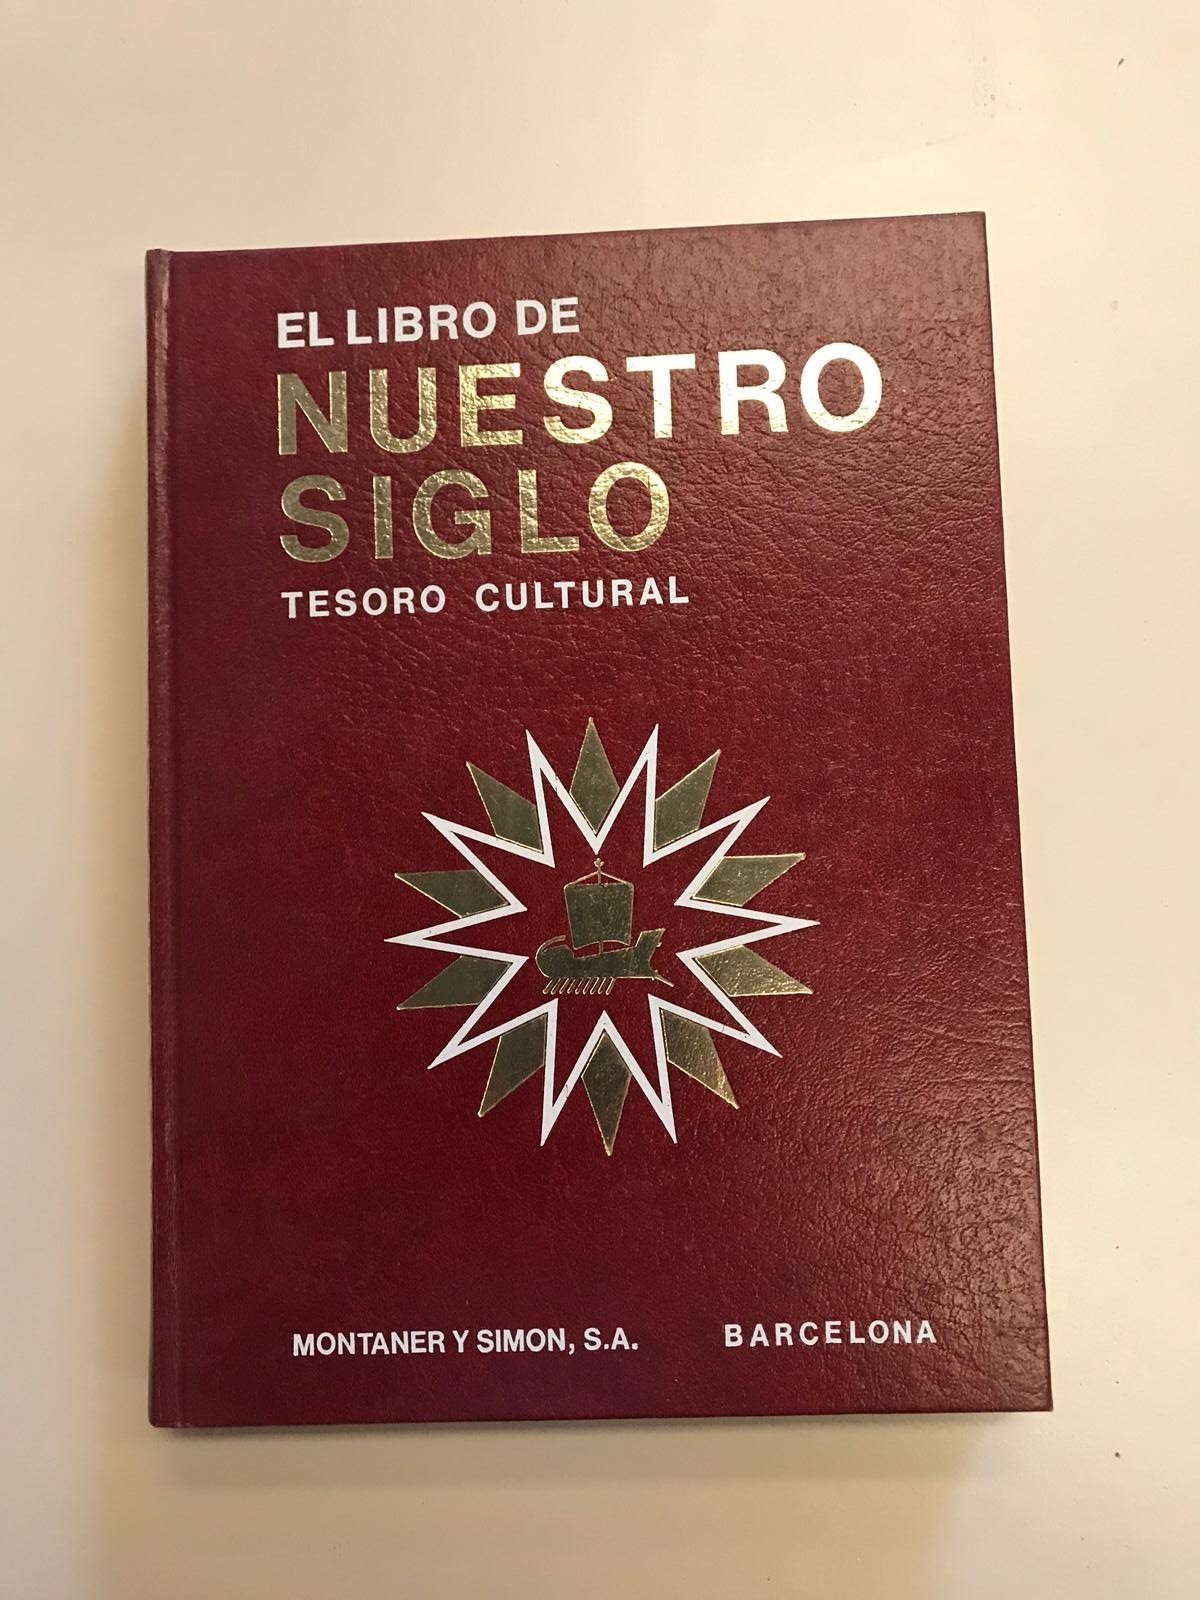 EL LIBRO DE
NUESTRO
SIGLO
TESORO CULTURAL
MONTANER Y SIMON, S.A. BARCELONA